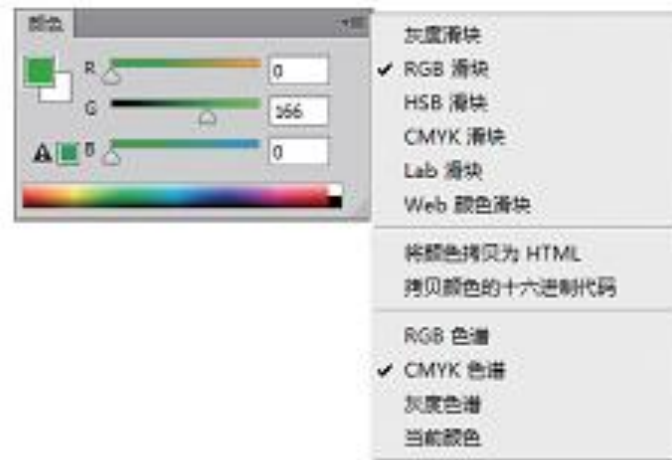 颜色
R 0
G 166
B 0
灰度滑块
✔ RGB 滑块
HSB 滑块
CMYK 滑块
Lab 滑块
Web 颜色滑块
将颜色拷贝为 HTML
拷贝颜色的十六进制代码
RGB 色谱
✔ CMYK 色谱
灰度色谱
当前颜色